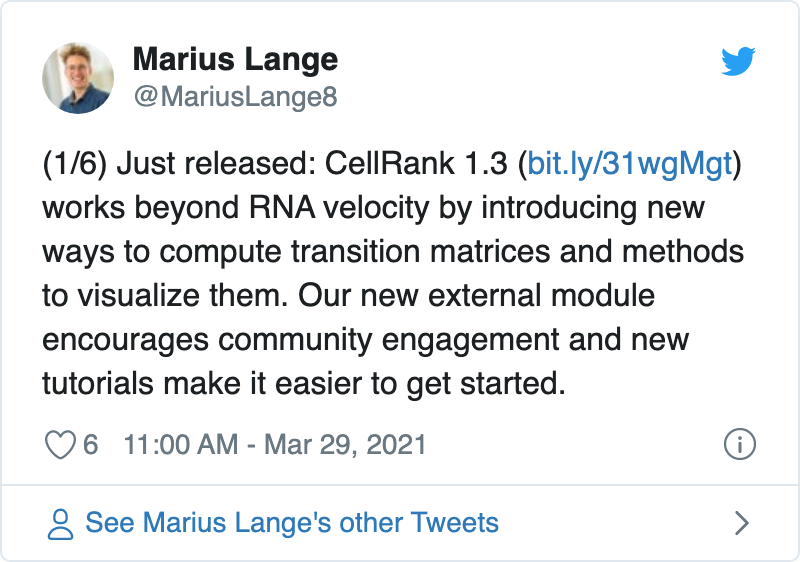 Marius Lange
@MariusLange8
(1/6) Just released: CellRank 1.3 (bit.ly/31wgMgt)
works beyond RNA velocity by introducing new
ways to compute transition matrices and methods
to visualize them. Our new external module
encourages community engagement and new
tutorials make it easier to get started.
6 11:00 AM - Mar 29, 2021
See Marius Lange's other Tweets